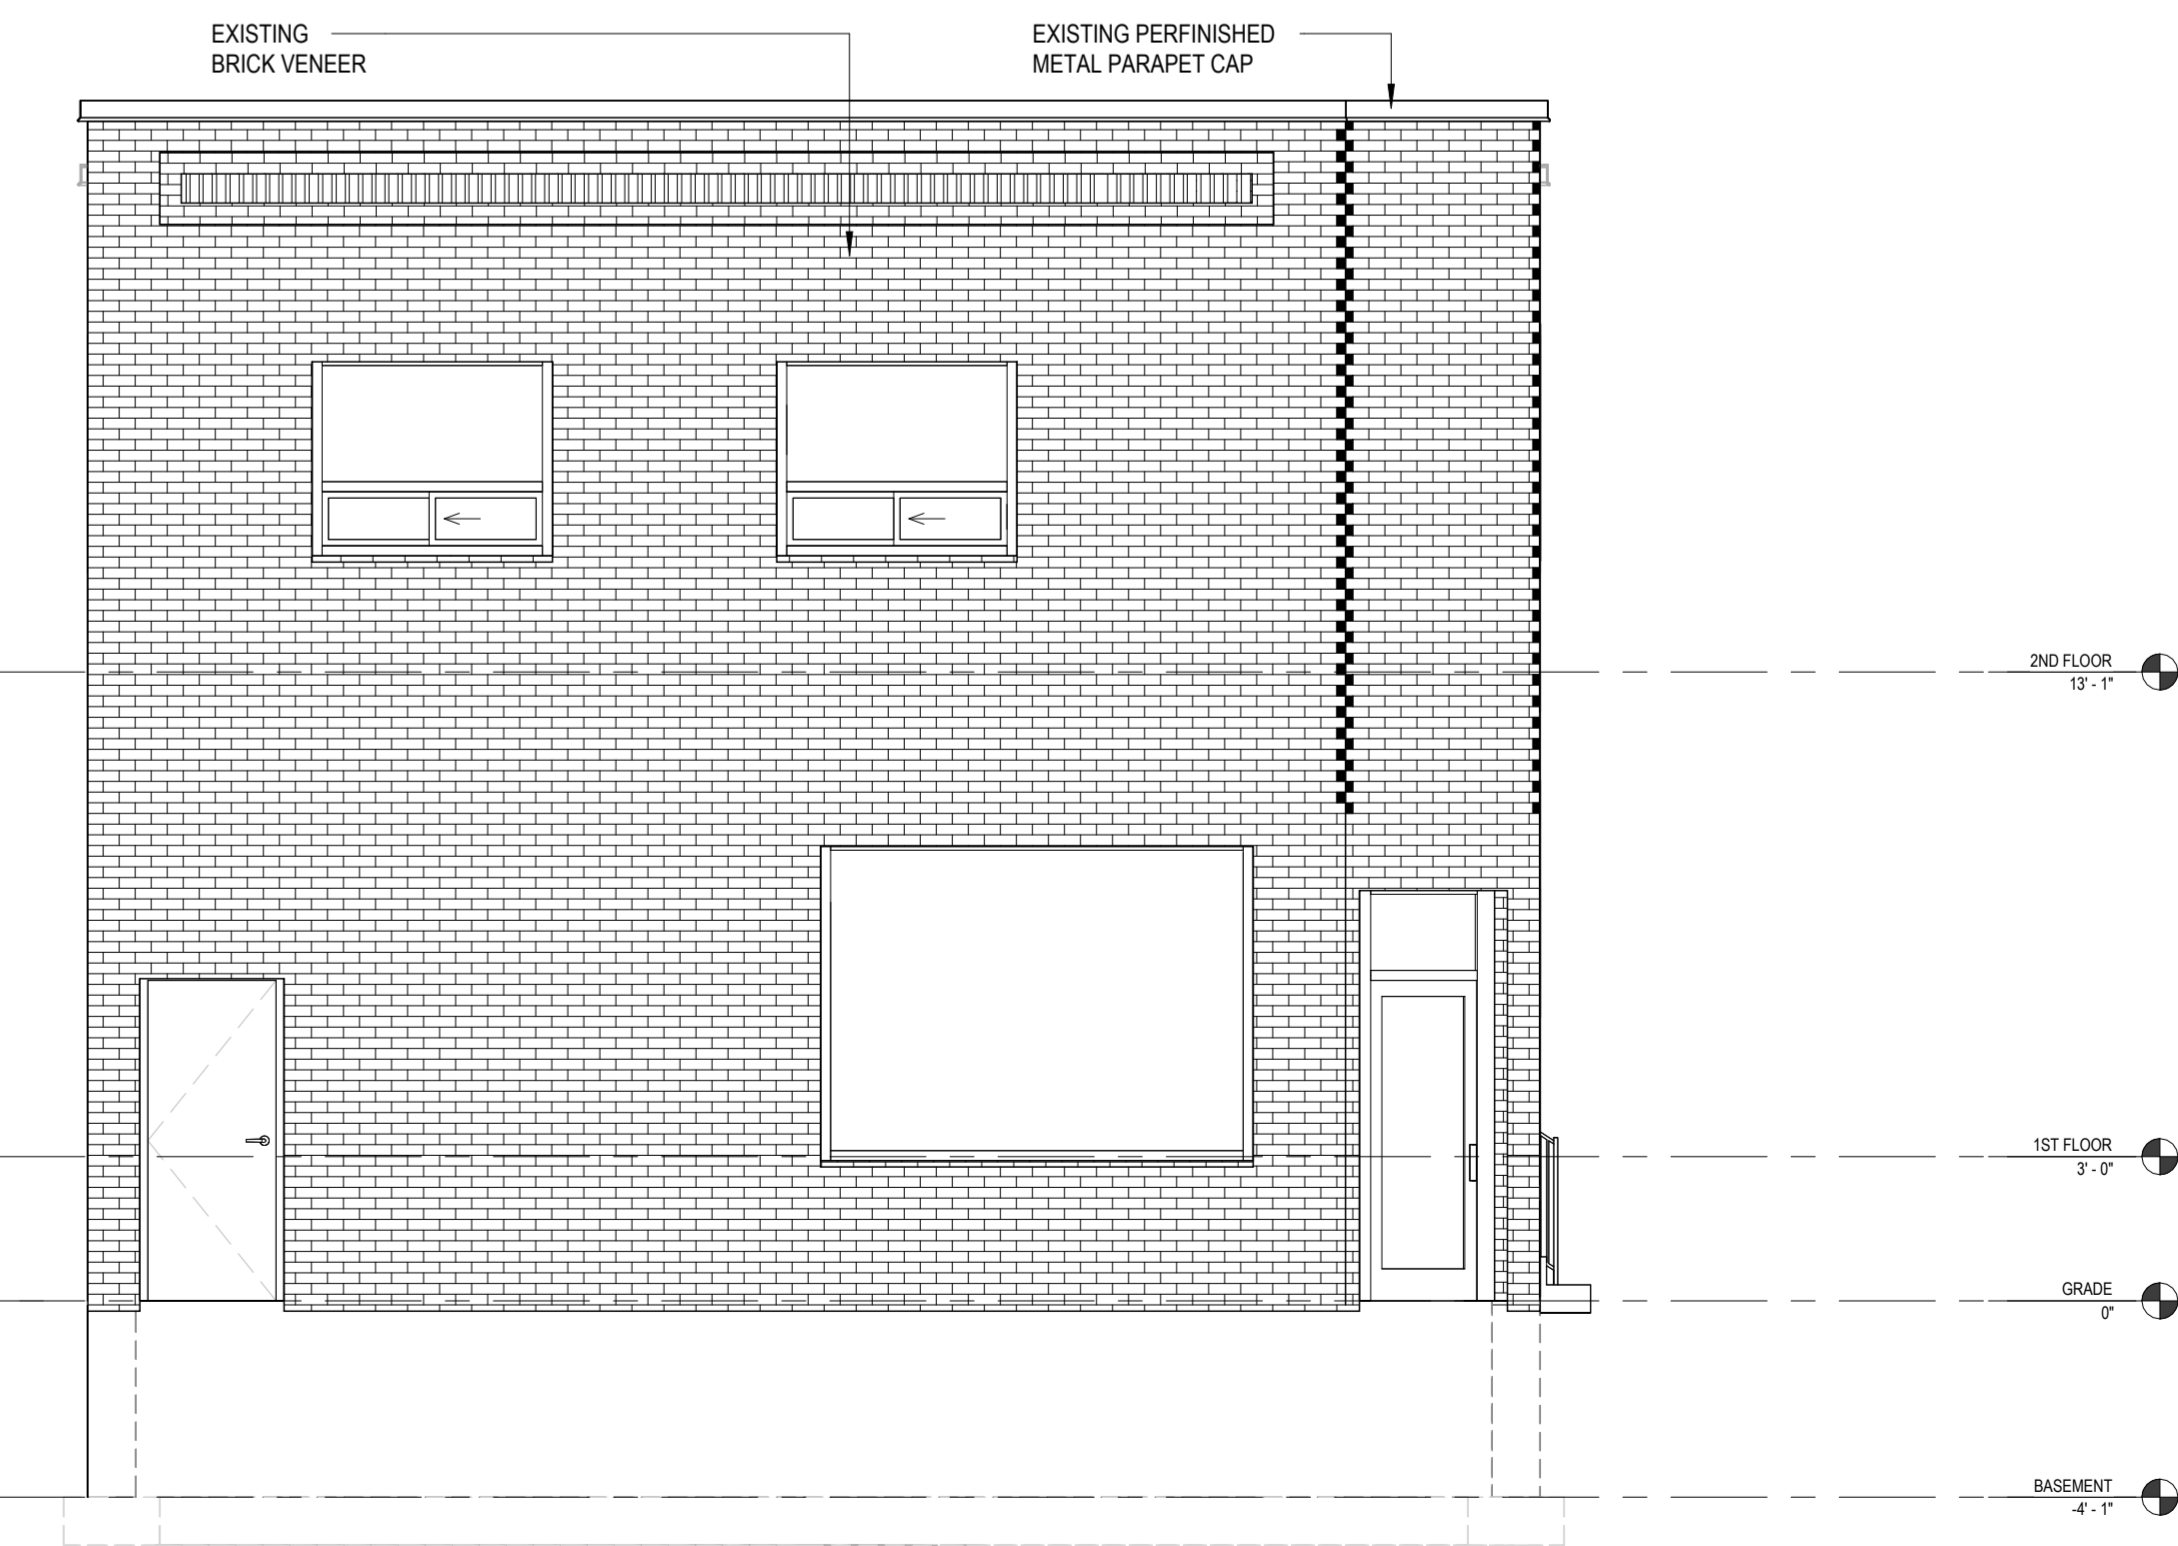 EXISTING
BRICK VENEER
EXISTING PERFINISHED
METAL PARAPET CAP
2ND FLOOR
13' - 1"
1ST FLOOR
3' - 0"
GRADE
0"
BASEMENT
-4' - 1"